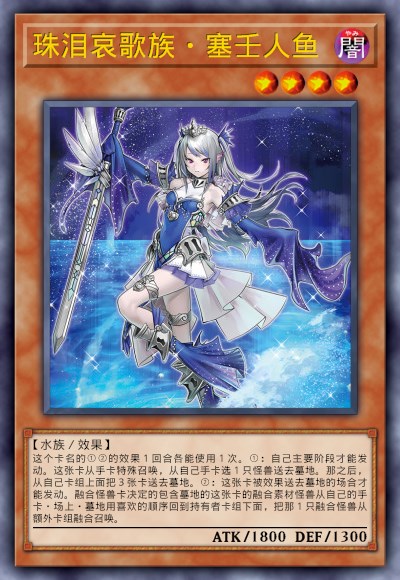 珠泪哀歌族・塞壬人鱼
やみ
闇
【水族／效果】
这个卡名的①②的效果1回合各能使用1次。①：自己主要阶段才能发
动。这张卡从手卡特殊召唤，从自己手卡选1只怪兽送去墓地。那之后，
从自己卡组上面把3张卡送去墓地。②：这张卡被效果送去墓地的场合才
能发动。融合怪兽卡决定的包含墓地的这张卡的融合素材怪兽从自己的手
卡・场上・墓地用喜欢的顺序回到持有者卡组下面，把那1只融合怪兽从
额外卡组融合召唤。
ATK/1800 DEF/1300